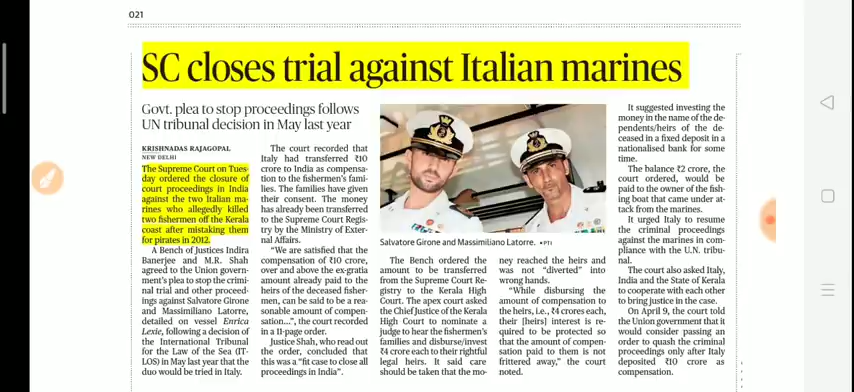 021
SC closes trial against Italian marines
Govt. plea to stop proceedings follows
UN tribunal decision in May last year
KRISHNADAS RAJAGOPAL
NEW DELHI
The Supreme Court on Tues-
day ordered the closure of
court proceedings in India
against the two Italian ma-
rines who allegedly killed
two fishermen off the Kerala
coast after mistaking them
for pirates in 2012.
A Bench of Justices Indira
Banerjee and M.R. Shah
agreed to the Union govern-
ment's plea to stop the crimi-
nal trial and other proceed-
ings against Salvatore Girone
and Massimiliano Latorre,
detailed on vessel Enrica
Lexie, following a decision of
the International Tribunal
for the Law of the Sea (IT-
LOS) in May last year that the
duo would be tried in Italy.
The court recorded that
Italy had transferred ₹10
crore to India as compensa-
tion to the fishermen's fami-
lies. The families have given
their consent. The money
has already been transferred
to the Supreme Court Regis-
try by the Ministry of Exter-
nal Affairs.
"We are satisfied that the
compensation of ₹10 crore,
over and above the ex-gratia
amount already paid to the
heirs of the deceased fisher-
men, can be said to be a rea-
sonable amount of compen-
sation...", the court recorded
in a 11-page order.
Justice Shah, who read out
the order, concluded that
this was a "fit case to close all
proceedings in India".
Salvatore Girone and Massimiliano Latorre. •PTI
The Bench ordered the
amount to be transferred
from the Supreme Court Re-
gistry to the Kerala High
Court. The apex court asked
the Chief Justice of the Kerala
High Court to nominate a
judge to hear the fishermen's
families and disburse/invest
₹4 crore each to their rightful
legal heirs. It said care
should be taken that the mo-
ney reached the heirs and
was not "diverted" into
wrong hands.
"While disbursing the
amount of compensation to
the heirs, i.e., ₹4 crores each,
their [heirs] interest is re-
quired to be protected so
that the amount of compen-
sation paid to them is not
frittered away," the court
noted.
It suggested investing the
money in the name of the de-
pendents/heirs of the de-
ceased in a fixed deposit in a
nationalised bank for some
time.
The balance ₹2 crore, the
court ordered, would be
paid to the owner of the fish-
ing boat that came under at-
tack from the marines.
It urged Italy to resume
the criminal proceedings
against the marines in com-
pliance with the U.N. tribu-
nal.
The court also asked Italy,
India and the State of Kerala
to cooperate with each other
to bring justice in the case.
On April 9, the court told
the Union government that it
would consider passing an
order to quash the criminal
proceedings only after Italy
deposited ₹10 crore as
compensation.